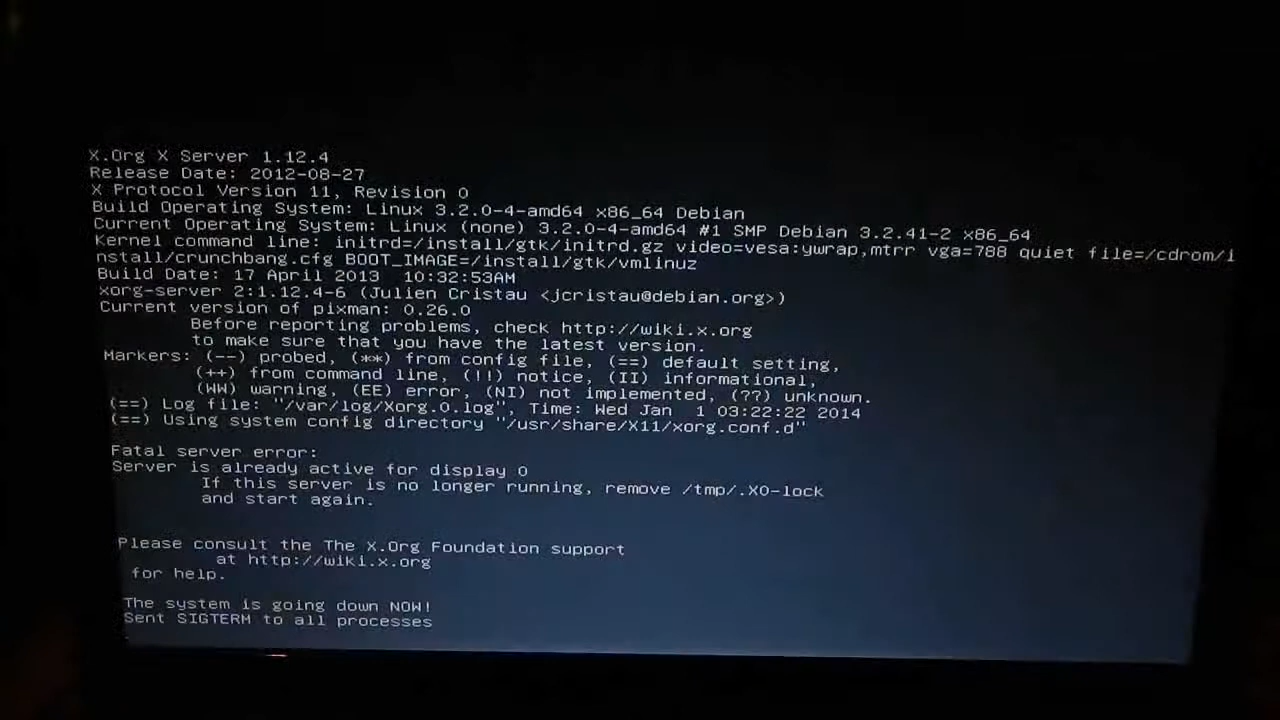 X.Org X Server 1.12.4
Release Date: 2012-08-27
X Protocol Version 11, Revision 0
Build Operating System: Linux 3.2.0-4-amd64 x86_64 Debian
Current Operating System: Linux (none) 3.2.0-4-amd64 #1 SMP Debian 3.2.41-2 x86_64
Kernel command line: initrd=/install/gtk/initrd.gz video=vesa:ywrap,mtrr vga=788 quiet file=/cdrom/i
nstall/crunchbang.cfg BOOT_IMAGE=/install/gtk/vmlinuz
Build Date: 17 April 2013  10:32:53AM
xorg-server 2:1.12.4-6 (Julien Cristau <jcristau@debian.org>)
Current version of pixman: 0.26.0
Before reporting problems, check http://wiki.x.org
to make sure that you have the latest version.
Markers: (--) probed, (**) from config file, (==) default setting,
(++) from command line, (!!) notice, (II) informational,
(WW) warning, (EE) error, (NI) not implemented, (??) unknown.
(==) Log file: "/var/log/Xorg.0.log", Time: Wed Jan  1 03:22:22 2014
(==) Using system config directory "/usr/share/X11/xorg.conf.d"
Fatal server error:
Server is already active for display 0
If this server is no longer running, remove /tmp/.X0-lock
and start again.
Please consult the The X.Org Foundation support
at http://wiki.x.org
for help.
The system is going down NOW!
Sent SIGTERM to all processes